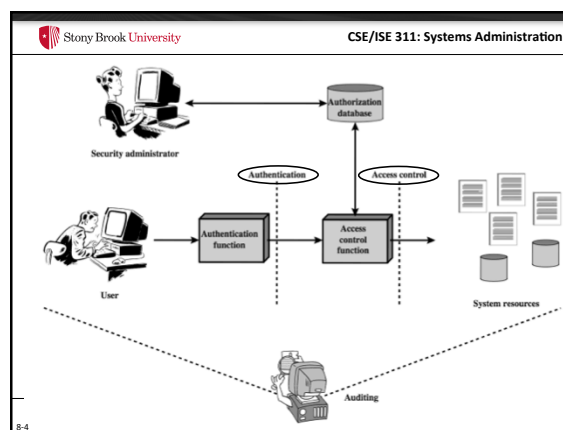 Stony Brook University
CSE/ISE 311: Systems Administration
Authorization
database
Security administrator
Authentication
Access control
Authentication
function
Access
control
function
User
System resources
Auditing
8-4